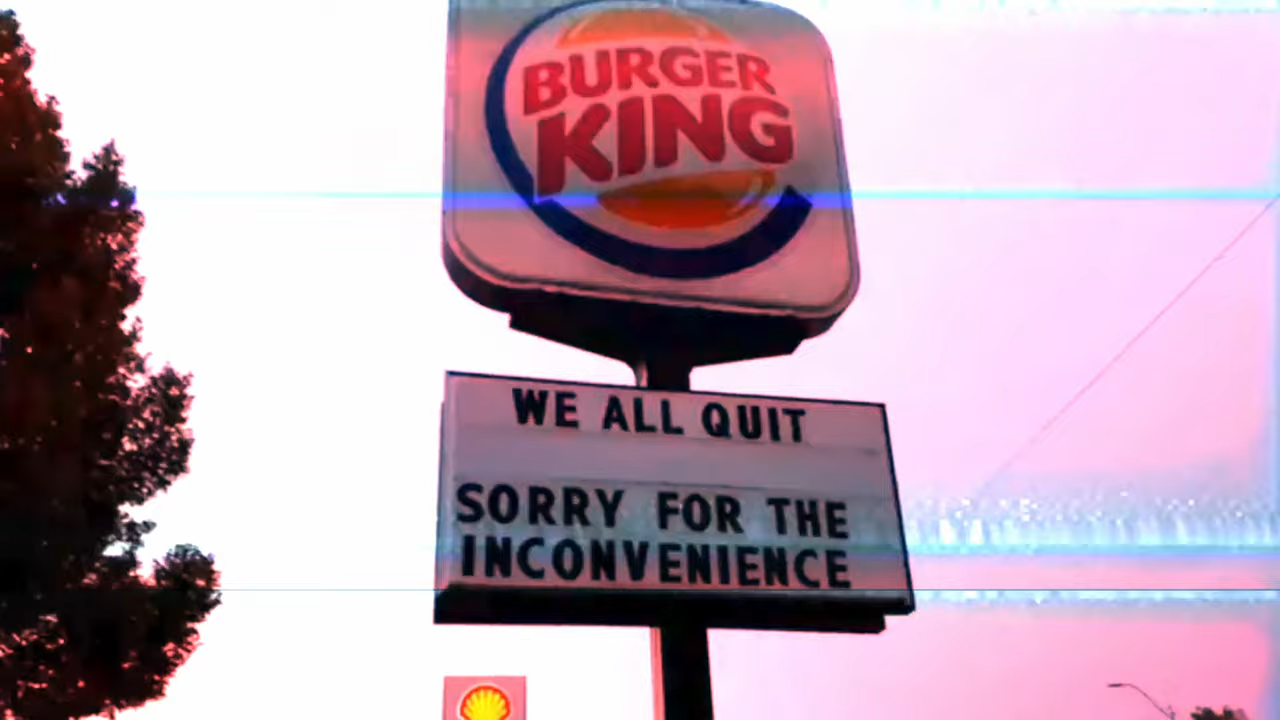 BURGER
KING
WE ALL QUIT
SORRY FOR THE
INCONVENIENCE